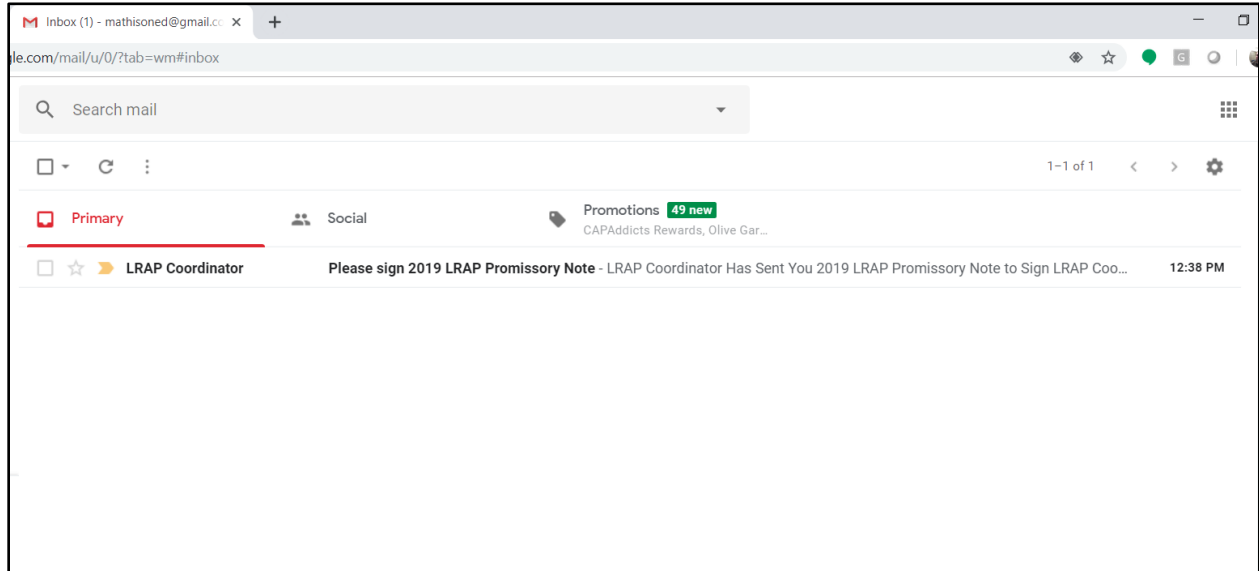 Inbox (1) - mathisoned@gmail.cc
le.com/mail/u/0/?tab=wm#inbox
G
Search mail
1–1 of 1
Primary
Social
Promotions 49 new
CAPAddicts Rewards, Olive Gar...
LRAP Coordinator Please sign 2019 LRAP Promissory Note - LRAP Coordinator Has Sent You 2019 LRAP Promissory Note to Sign LRAP Coo... 12:38 PM